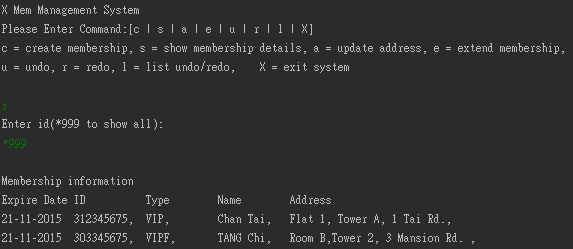 X Mem Management System
Please Enter Command:[c | s | a | e | u | r | l | X]
c = create membership, s = show membership details, a = update address, e = extend membership,
u = undo, r = redo, l = list undo/redo,    X = exit system
s
Enter id(*999 to show all):
*999
Membership information
Expire Date ID          Type        Name        Address
21-11-2015  312345675,  VIP,        Chan Tai,   Flat 1, Tower A, 1 Tai Rd.,
21-11-2015  303345675,  VIPF,       TANG Chi,   Room B,Tower 2, 3 Mansion Rd. ,